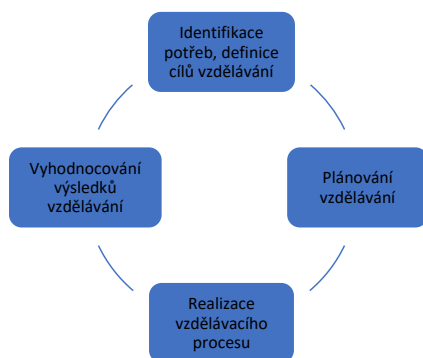 Identifikace
potřeb, definice
cílů vzdělávání
Plánování
vzdělávání
Realizace
vzdělávacího
procesu
Vyhodnocování
výsledků
vzdělávání